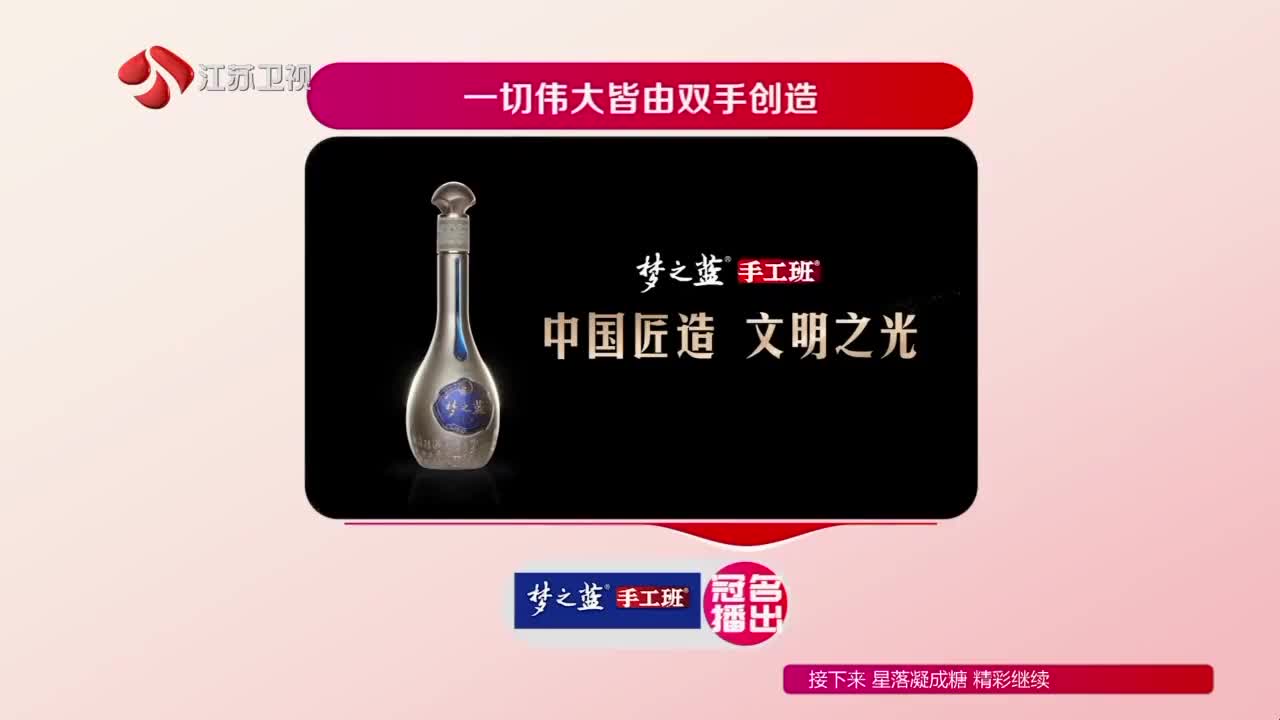 江苏卫视
一切伟大皆由双手创造
梦之蓝® 手工班®
中国匠造 文明之光
梦之蓝
梦之蓝® 手工班®
冠名
播出
接下来 星落凝成糖 精彩继续